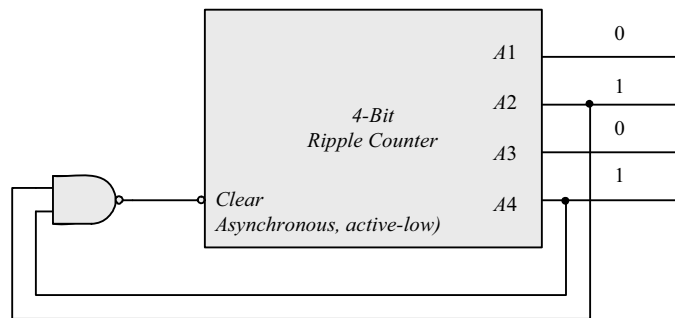 A1 0
4-Bit
Ripple Counter
A2 1
A3 0
A4 1
Clear
Asynchronous, active-low)